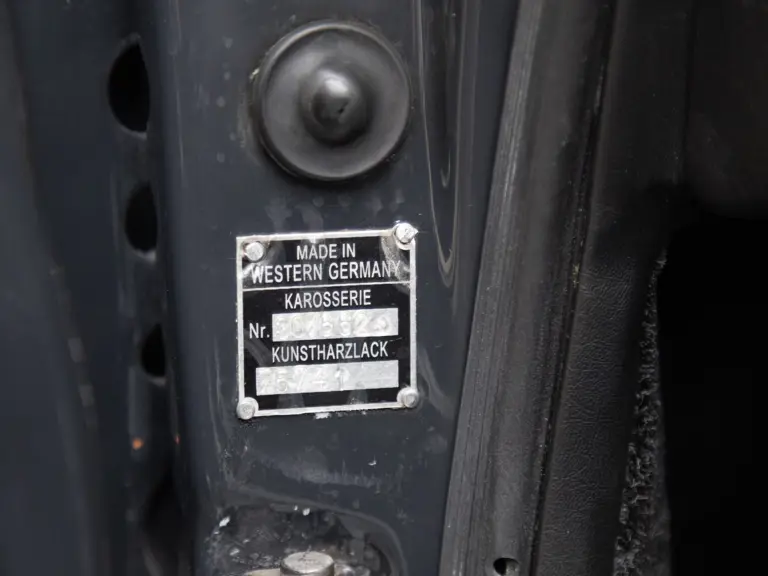 MADE IN
WESTERN GERMANY
KAROSSERIE
Nr.
KUNSTHARZLACK